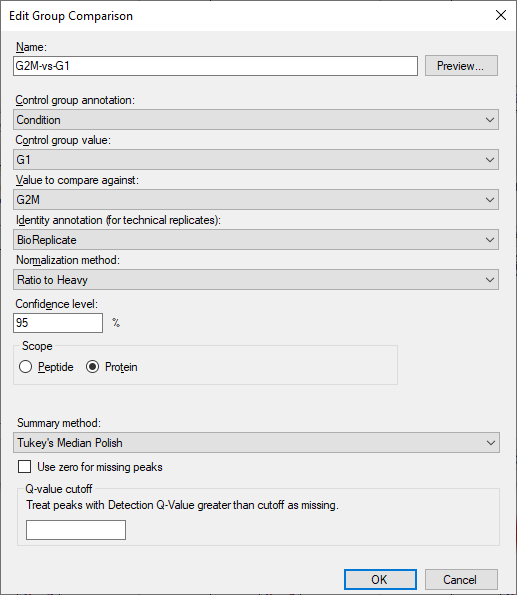 Edit Group Comparison
Name:
G2M-vs-G1
Preview...
Control group annotation:
Condition
Control group value:
G1
Value to compare against:
G2M
Identity annotation (for technical replicates):
BioReplicate
Normalization method:
Ratio to Heavy
Confidence level:
95 %
Scope
Peptide Protein
Summary method:
Tukey's Median Polish
Use zero for missing peaks
Q-value cutoff
Treat peaks with Detection Q-Value greater than cutoff as missing.
OK Cancel